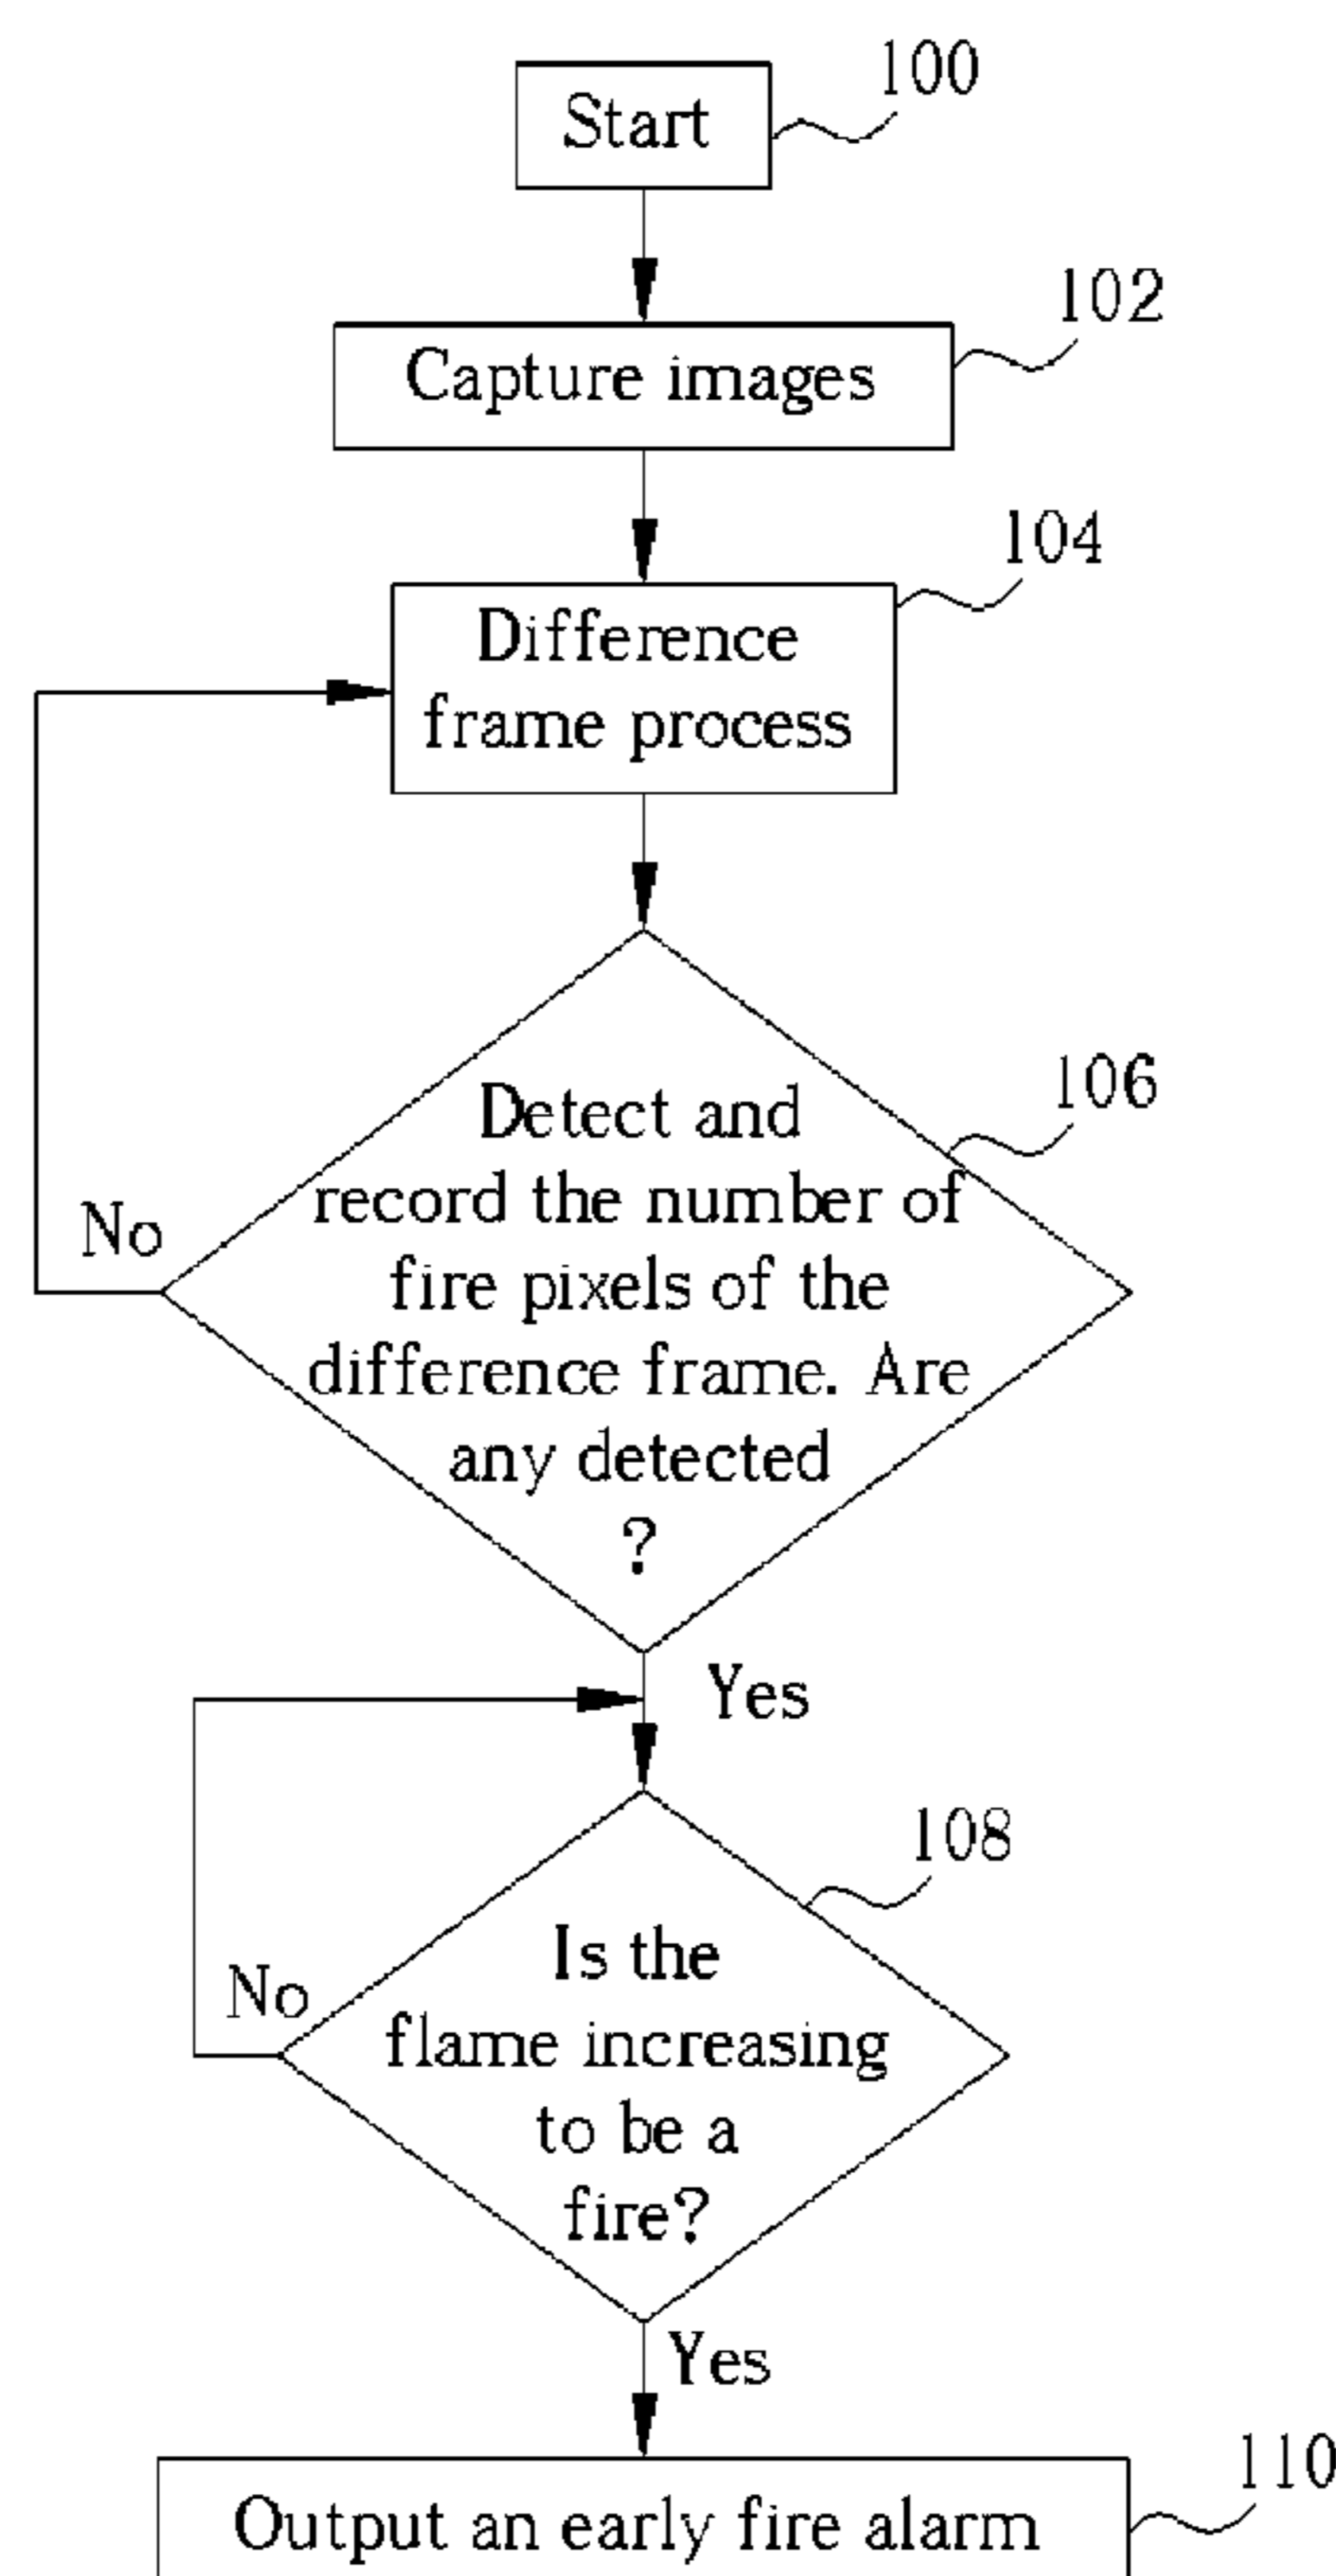 100
Start
102
Capture images
104
Difference
frame process
106
Detect and
record the number of
fire pixels of the
difference frame. Are
any detected
?
No
Yes
108
Is the
flame increasing
to be a
fire?
No
Yes
110
Output an early fire alarm